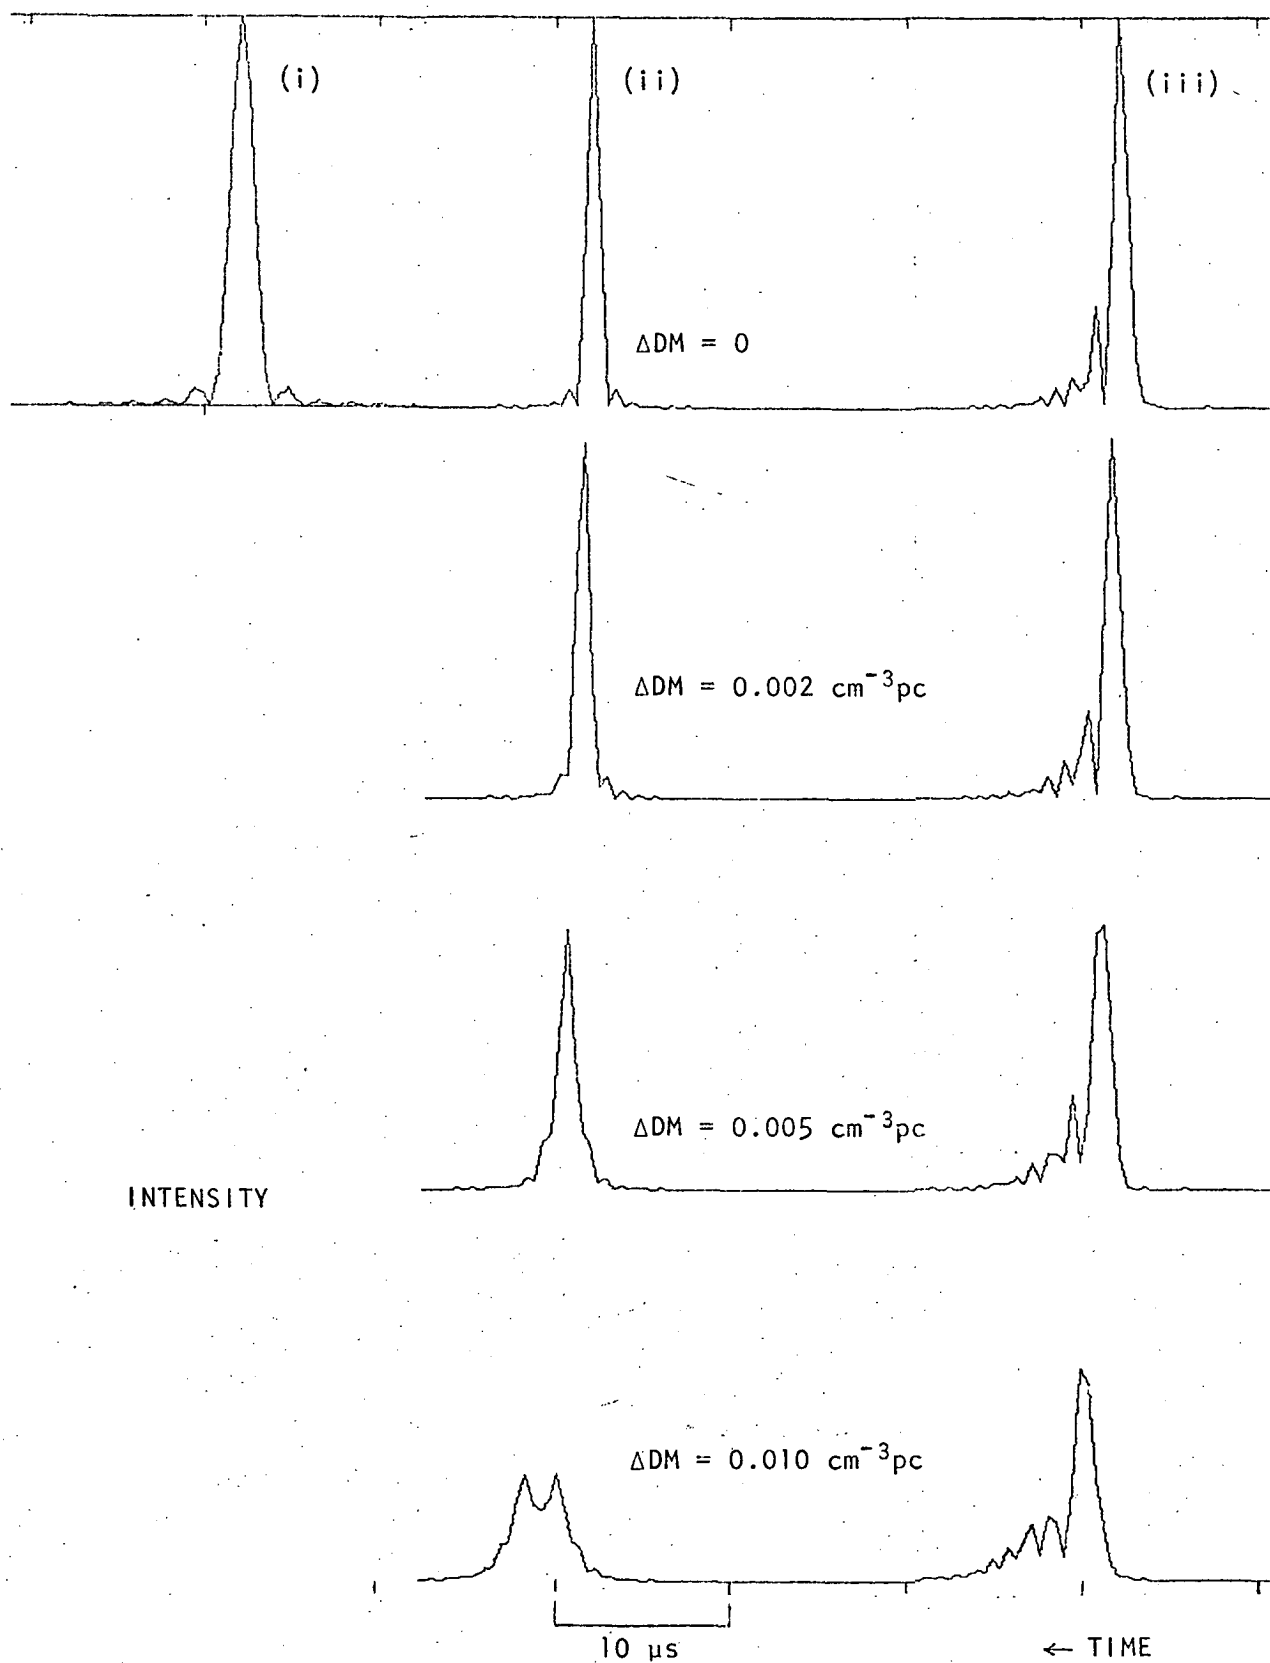 (i)
(ii)
(iii)
ΔDM = 0
ΔDM = 0.002 cm⁻³pc
ΔDM = 0.005 cm⁻³pc
INTENSITY
ΔDM = 0.010 cm⁻³pc
10 μs
← TIME